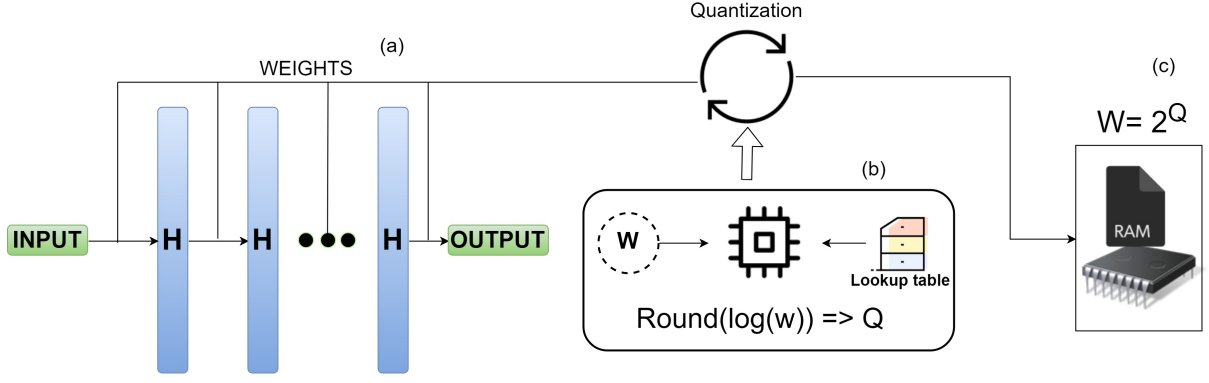 Quantization
(a)
WEIGHTS
(c)
W= 2^Q
(b)
INPUT
H
H
H
OUTPUT
W
RAM
Lookup table
Round(log(w)) => Q